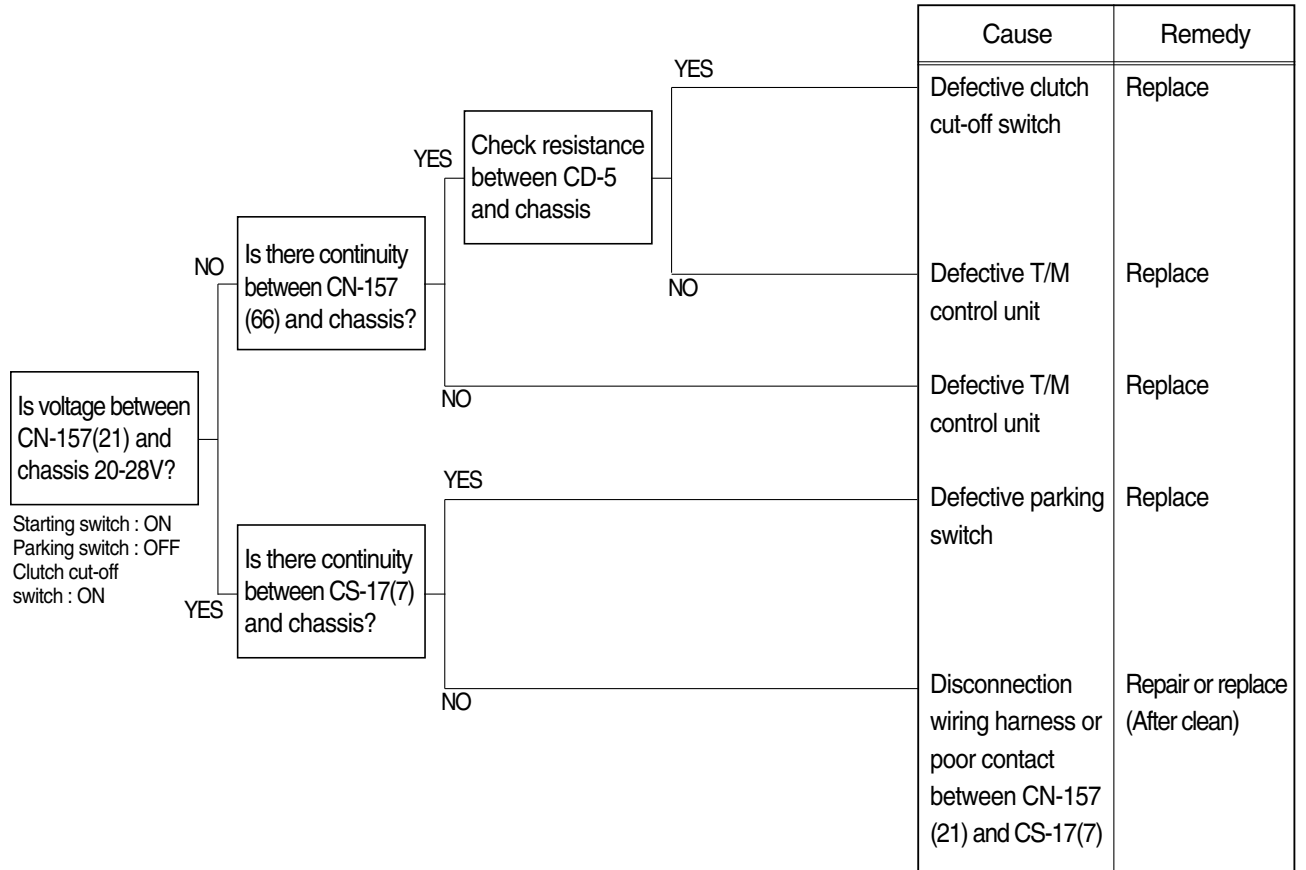 Cause
Remedy
YES
Defective clutch
cut-off switch
Replace
YES
Check resistance
between CD-5
and chassis
NO
Is there continuity
between CN-157
(66) and chassis?
NO
Defective T/M
control unit
Replace
Is voltage between
CN-157(21) and
chassis 20-28V?
NO
Defective T/M
control unit
Replace
Starting switch : ON
Parking switch : OFF
Clutch cut-off
switch : ON
YES
Is there continuity
between CS-17(7)
and chassis?
YES
Defective parking
switch
Replace
NO
Disconnection
wiring harness or
poor contact
between CN-157
(21) and CS-17(7)
Repair or replace
(After clean)